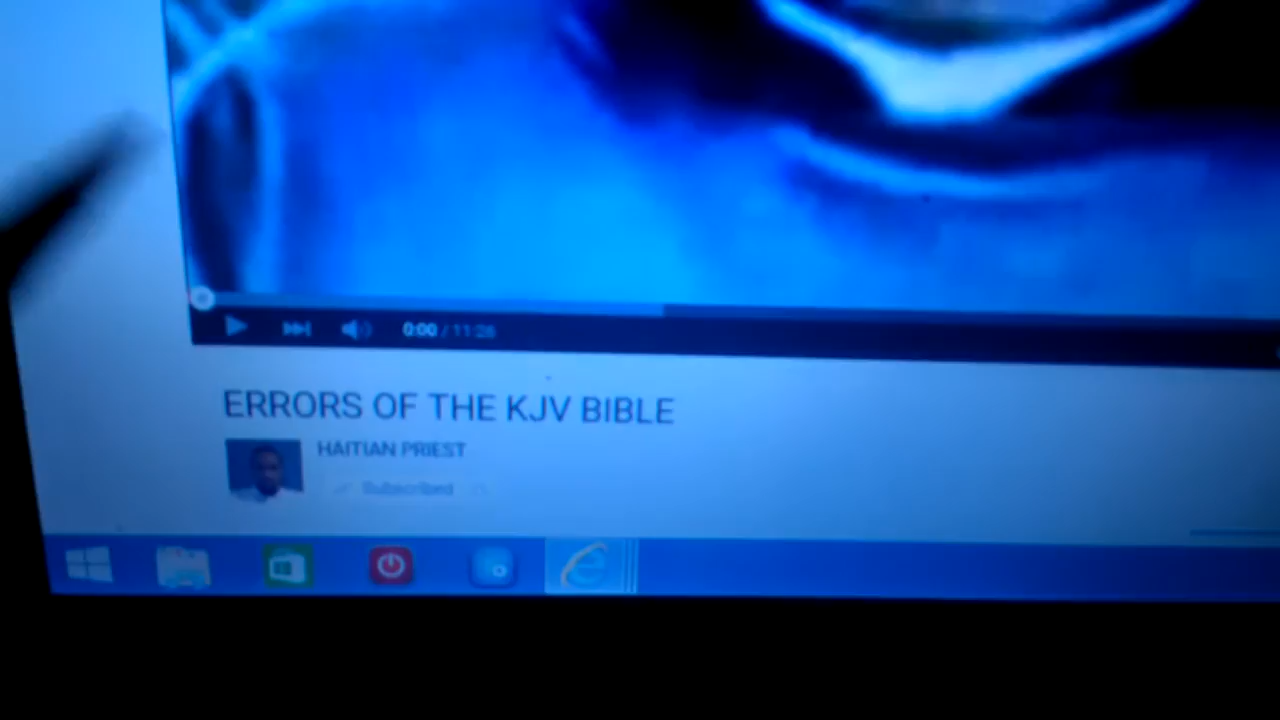 0:00 / 11:26
ERRORS OF THE KJV BIBLE
HAITIAN PRIEST
Subscribed